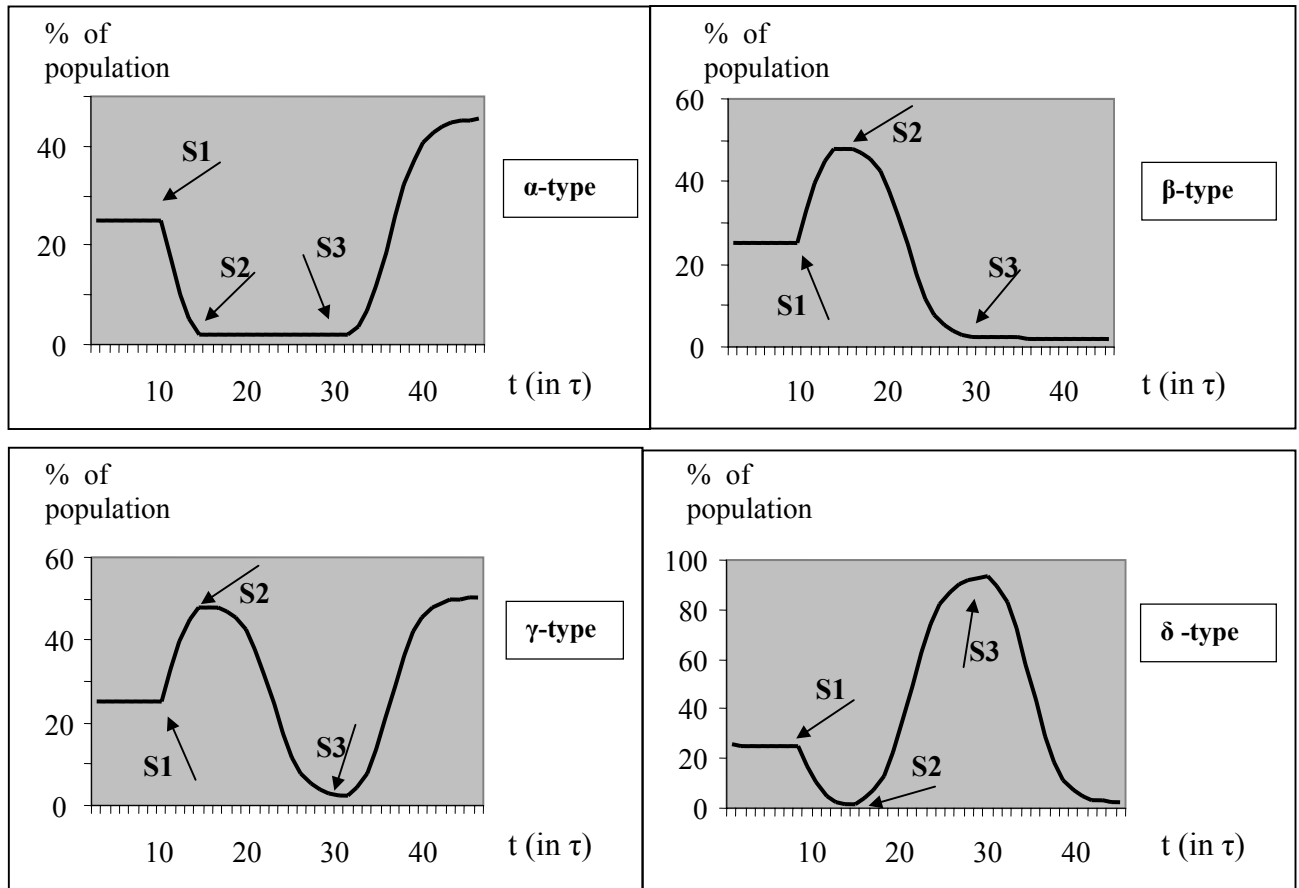 % of
population
40
20
0
S1
S2
S3
10 20 30 40
t (in τ)
α-type
% of
population
60
40
20
0
S2
S3
S1
10 20 30 40
t (in τ)
β-type
% of
population
60
40
20
0
S2
S1
S3
10 20 30 40
t (in τ)
γ-type
% of
population
100
80
60
40
20
0
S1
S3
S2
10 20 30 40
t (in τ)
δ -type